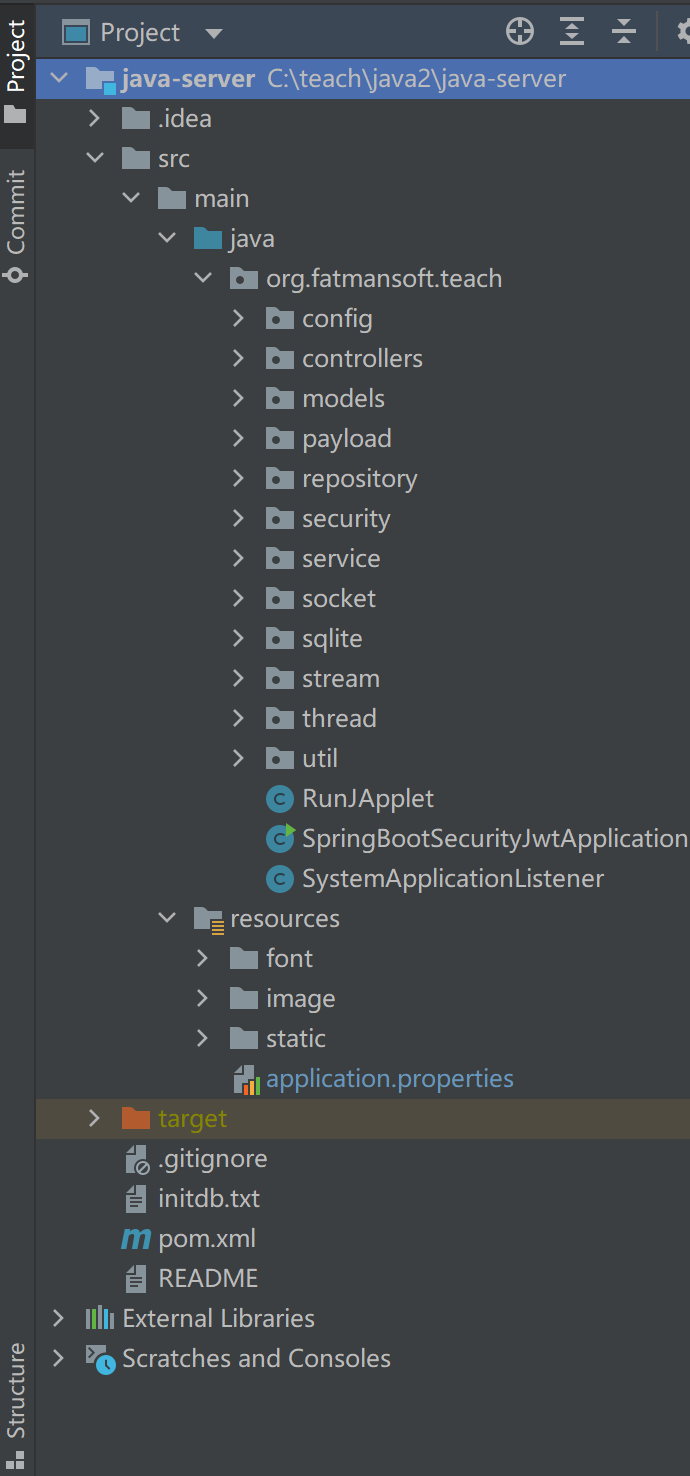 Project
java-server C:\teach\java2\java-server
.idea
src
main
java
org.fatmansoft.teach
config
controllers
models
payload
repository
security
service
socket
sqlite
stream
thread
util
RunJApplet
SpringBootSecurityJwtApplication
SystemApplicationListener
resources
font
image
static
application.properties
target
.gitignore
initdb.txt
pom.xml
README
External Libraries
Scratches and Consoles
Project
Commit
Structure